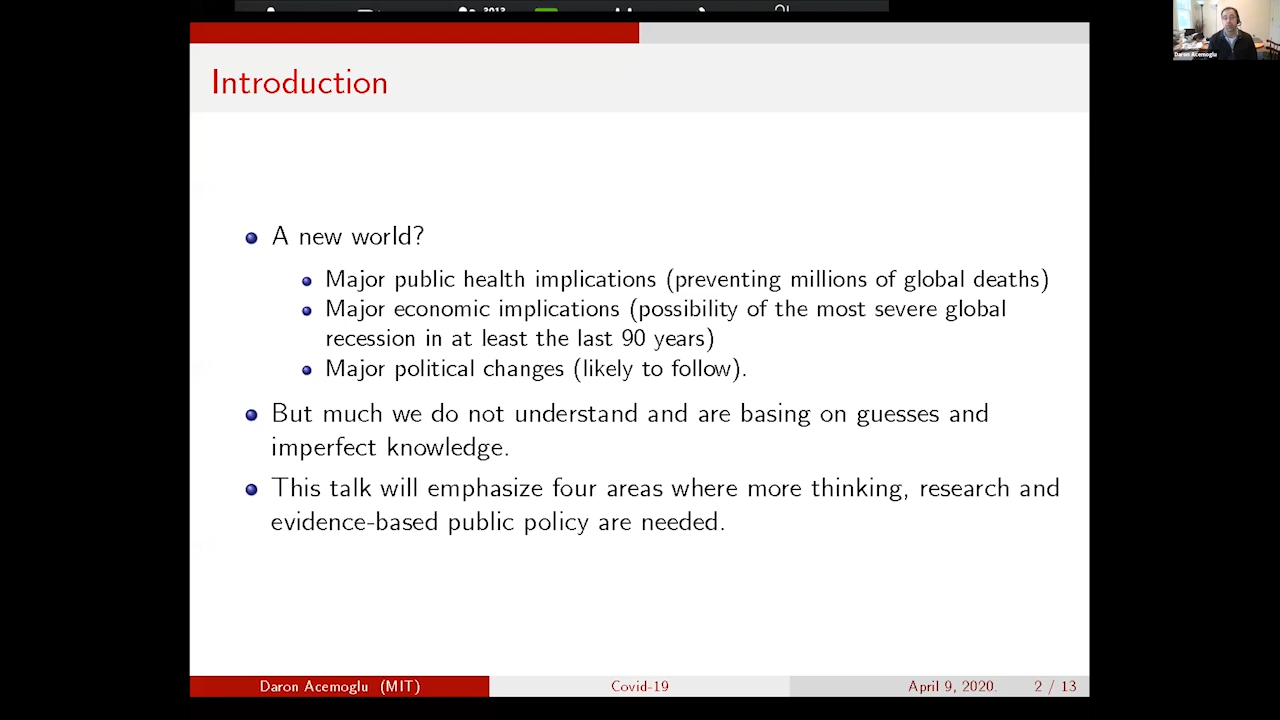 3013
Daron Acemoglu
Introduction
A new world?
Major public health implications (preventing millions of global deaths)
Major economic implications (possibility of the most severe global
recession in at least the last 90 years)
Major political changes (likely to follow).
But much we do not understand and are basing on guesses and
imperfect knowledge.
This talk will emphasize four areas where more thinking, research and
evidence-based public policy are needed.
Daron Acemoglu (MIT) Covid-19 April 9, 2020. 2 / 13